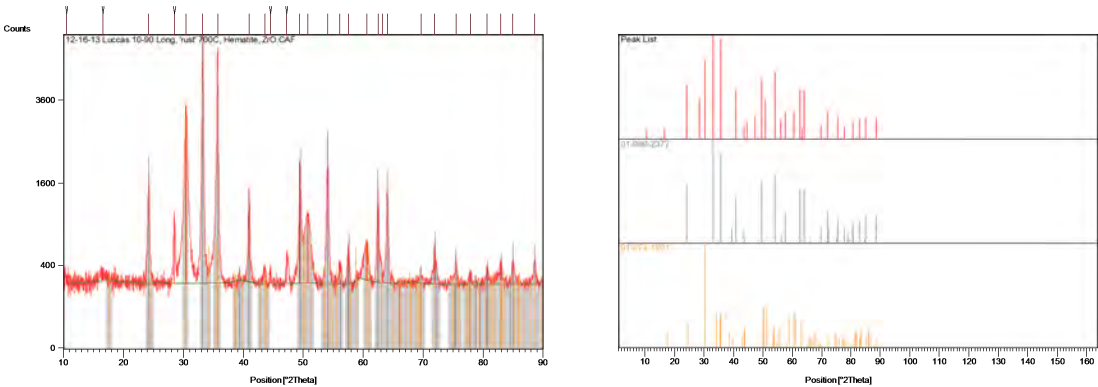 Counts
12-16-13 Luccas 10-90 Long, 'rust' 700C, Hematite, ZrO.CAF
3600
1600
400
0
10 20 30 40 50 60 70 80 90
Position [°2Theta]
Peak List
10 20 30 40 50 60 70 80 90 100 110 120 130 140 150 160
Position [°2Theta]